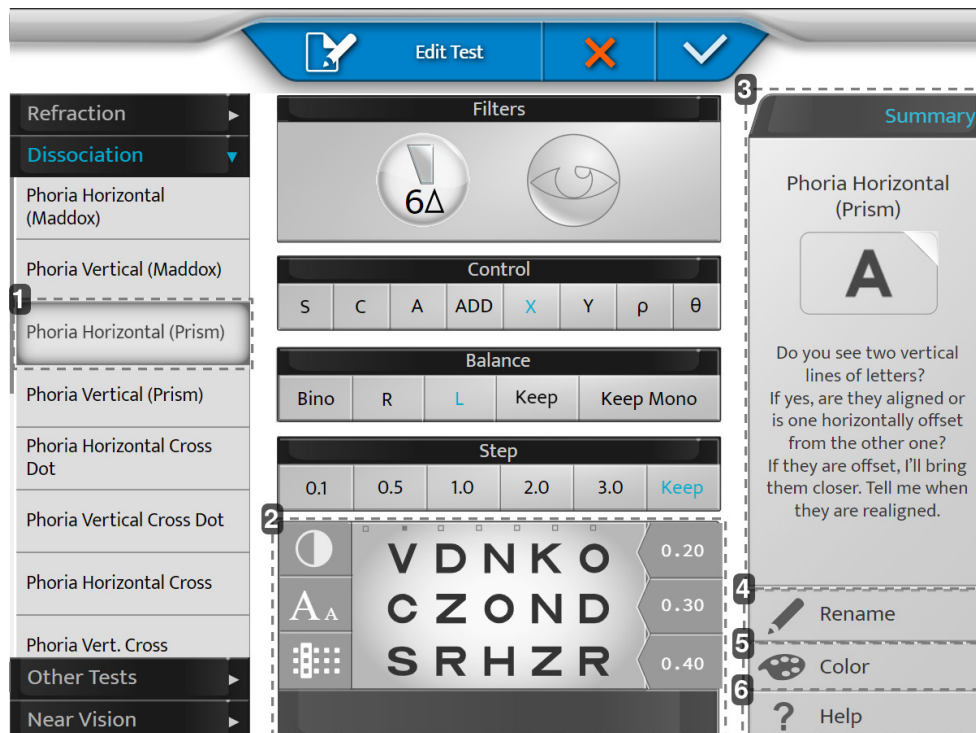 Edit Test
3
Refraction
Dissociation
Phoria Horizontal
(Maddox)
Phoria Vertical (Maddox)
1
Phoria Horizontal (Prism)
Phoria Vertical (Prism)
Phoria Horizontal Cross
Dot
Phoria Vertical Cross Dot
Phoria Horizontal Cross
Phoria Vert. Cross
Other Tests
Near Vision
Filters
6Δ
Control
S C A ADD X Y ρ θ
Balance
Bino R L Keep Keep Mono
Step
0.1 0.5 1.0 2.0 3.0 Keep
2
V D N K O 0.20
A A C Z O N D 0.30
S R H Z R 0.40
Summary
Phoria Horizontal
(Prism)
A
Do you see two vertical
lines of letters?
If yes, are they aligned or
is one horizontally offset
from the other one?
If they are offset, I'll bring
them closer. Tell me when
they are realigned.
4
Rename
5
Color
6
? Help